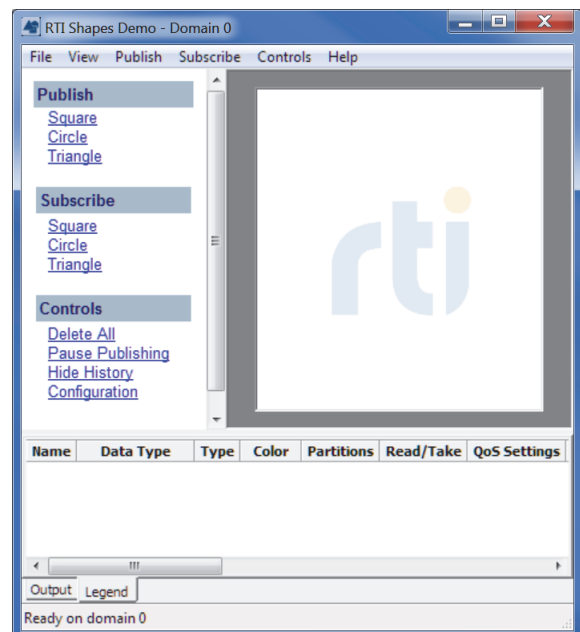 RTI Shapes Demo - Domain 0
File View Publish Subscribe Controls Help
Publish
Square
Circle
Triangle
Subscribe
Square
Circle
Triangle
Controls
Delete All
Pause Publishing
Hide History
Configuration
rti
Name Data Type Type Color Partitions Read/Take QoS Settings
Output Legend
Ready on domain 0